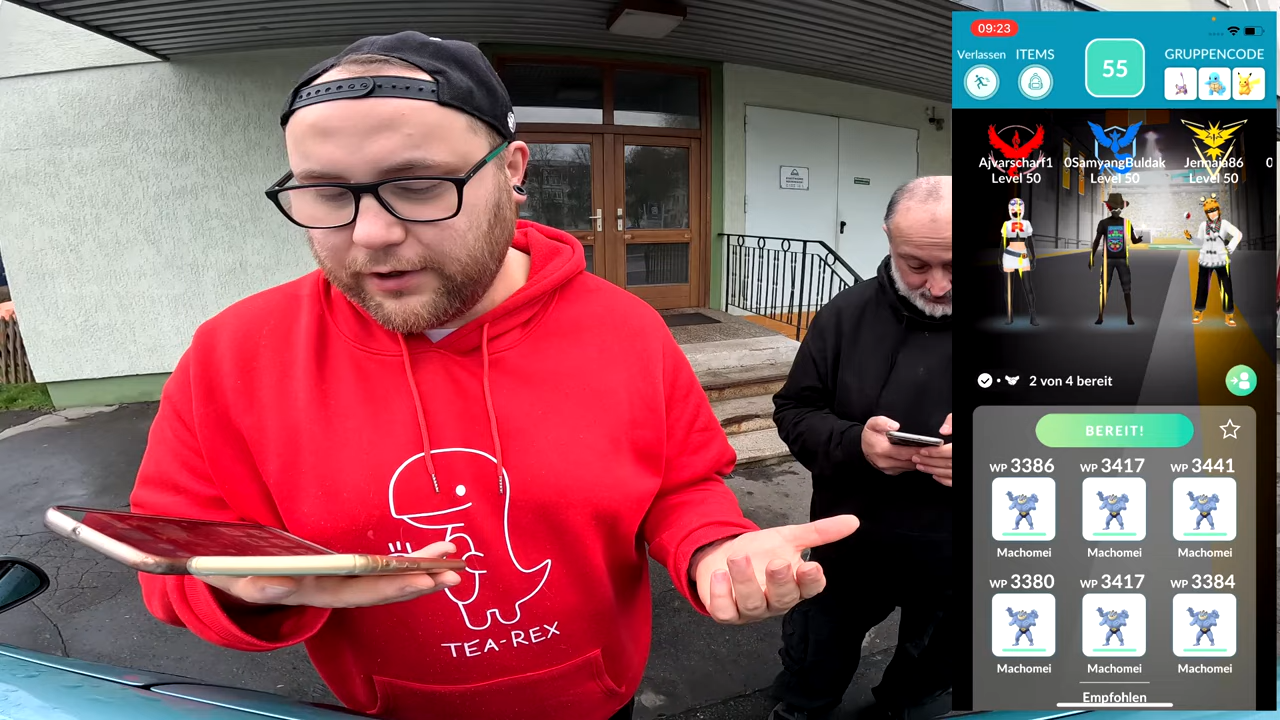 TEA-REX
09:23
Verlassen
ITEMS
55
GRUPPENCODE
Ajvarscharf1
Level 50
0SamyangBuldak
Level 50
Jennaja86
Level 50
0
2 von 4 bereit
BEREIT!
WP 3386
WP 3417
WP 3441
Machomei
Machomei
Machomei
WP 3380
WP 3417
WP 3384
Machomei
Machomei
Machomei
Empfohlen